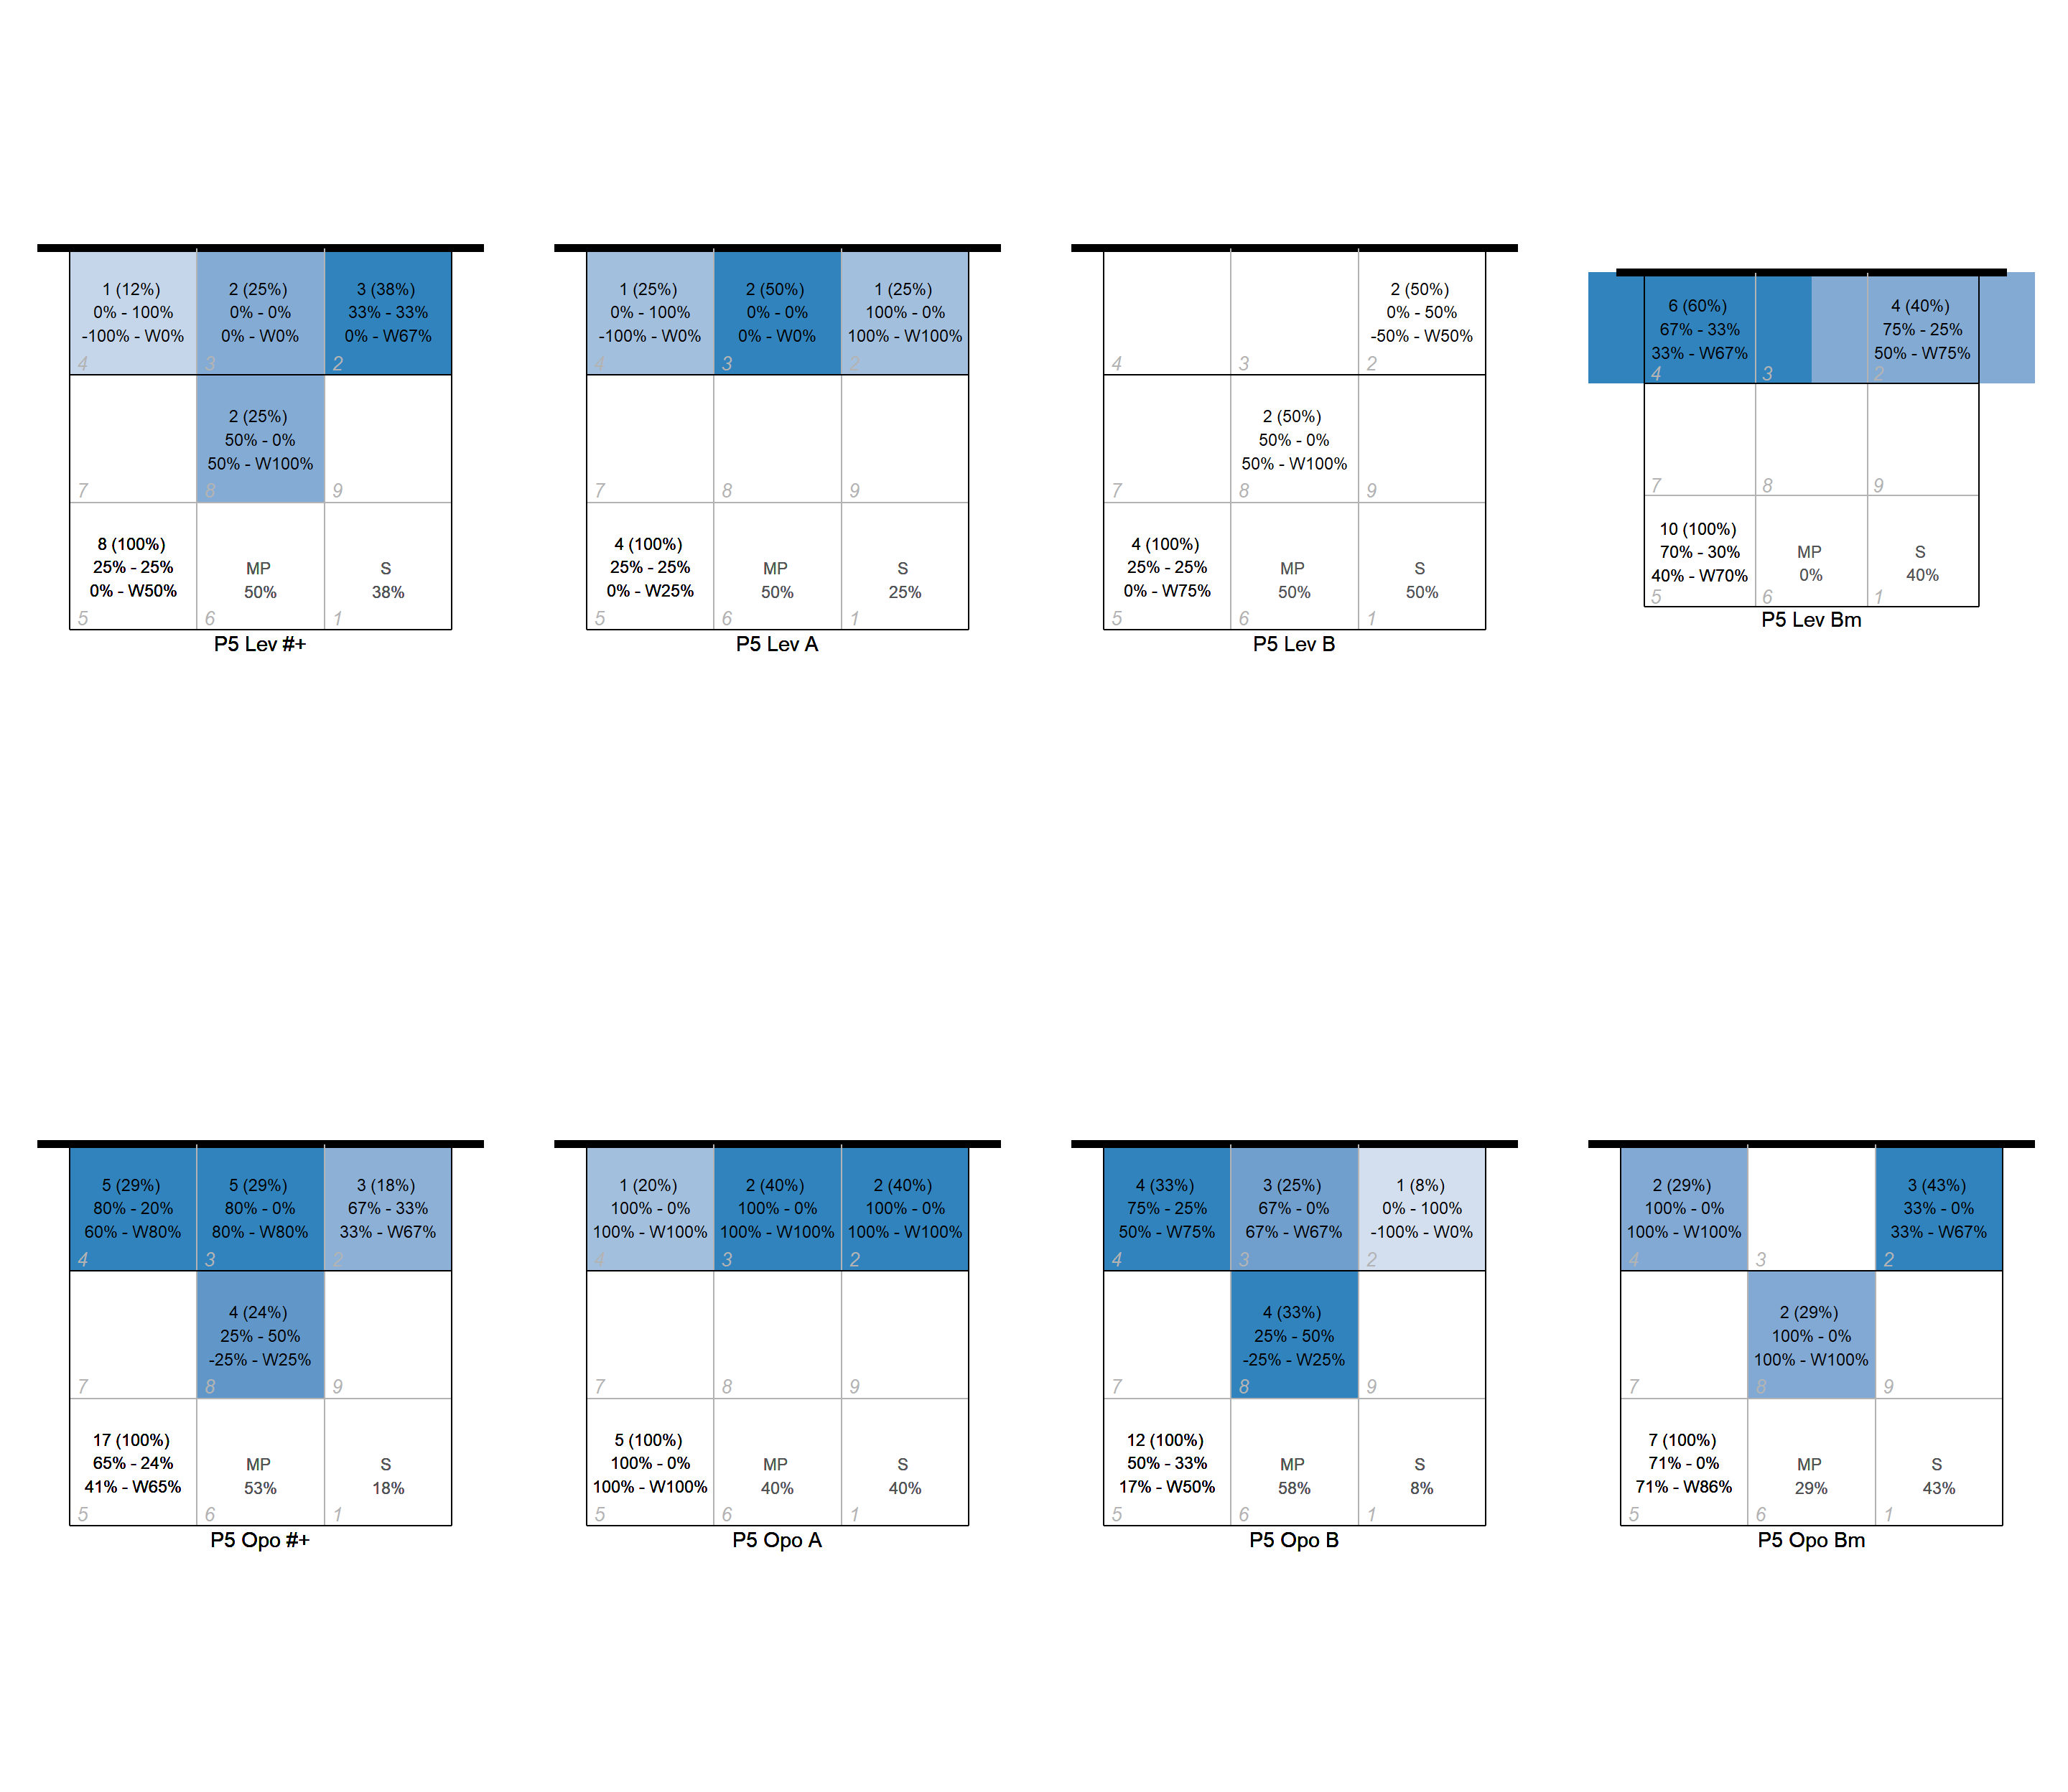 1 (12%)
0% - 100%
-100% - W0%
4
2 (25%)
0% - 0%
0% - W0%
3
3 (38%)
33% - 33%
0% - W67%
2
7
2 (25%)
50% - 0%
50% - W100%
8
9
8 (100%)
25% - 25%
0% - W50%
5
MP
50%
6
S
38%
1
P5 Lev #+
1 (25%)
0% - 100%
-100% - W0%
4
2 (50%)
0% - 0%
0% - W0%
3
1 (25%)
100% - 0%
100% - W100%
2
7
8
9
4 (100%)
25% - 25%
0% - W25%
5
MP
50%
6
S
25%
1
P5 Lev A
4
3
2 (50%)
0% - 50%
-50% - W50%
2
7
2 (50%)
50% - 0%
50% - W100%
8
9
4 (100%)
25% - 25%
0% - W75%
5
MP
50%
6
S
50%
1
P5 Lev B
6 (60%)
67% - 33%
33% - W67%
4
3
4 (40%)
75% - 25%
50% - W75%
2
7
8
9
10 (100%)
70% - 30%
40% - W70%
5
MP
0%
6
S
40%
1
P5 Lev Bm
5 (29%)
80% - 20%
60% - W80%
4
5 (29%)
80% - 0%
80% - W80%
3
3 (18%)
67% - 33%
33% - W67%
2
7
4 (24%)
25% - 50%
-25% - W25%
8
9
17 (100%)
65% - 24%
41% - W65%
5
MP
53%
6
S
18%
1
P5 Opo #+
1 (20%)
100% - 0%
100% - W100%
4
2 (40%)
100% - 0%
100% - W100%
3
2 (40%)
100% - 0%
100% - W100%
2
7
8
9
5 (100%)
100% - 0%
100% - W100%
5
MP
40%
6
S
40%
1
P5 Opo A
4 (33%)
75% - 25%
50% - W75%
4
3 (25%)
67% - 0%
67% - W67%
3
1 (8%)
0% - 100%
-100% - W0%
2
7
4 (33%)
25% - 50%
-25% - W25%
8
9
12 (100%)
50% - 33%
17% - W50%
5
MP
58%
6
S
8%
1
P5 Opo B
2 (29%)
100% - 0%
100% - W100%
4
3
3 (43%)
33% - 0%
33% - W67%
2
7
2 (29%)
100% - 0%
100% - W100%
8
9
7 (100%)
71% - 0%
71% - W86%
5
MP
29%
6
S
43%
1
P5 Opo Bm